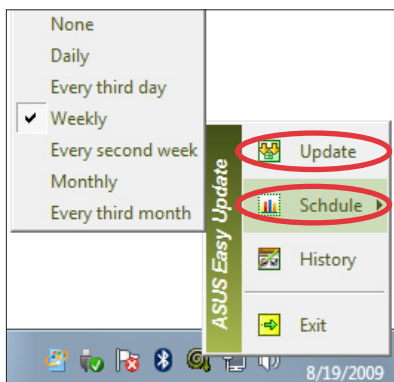 None
Daily
Every third day
Weekly
Every second week
Monthly
Every third month
ASUS Easy Update
Update
Schdule
History
Exit
8/19/2009